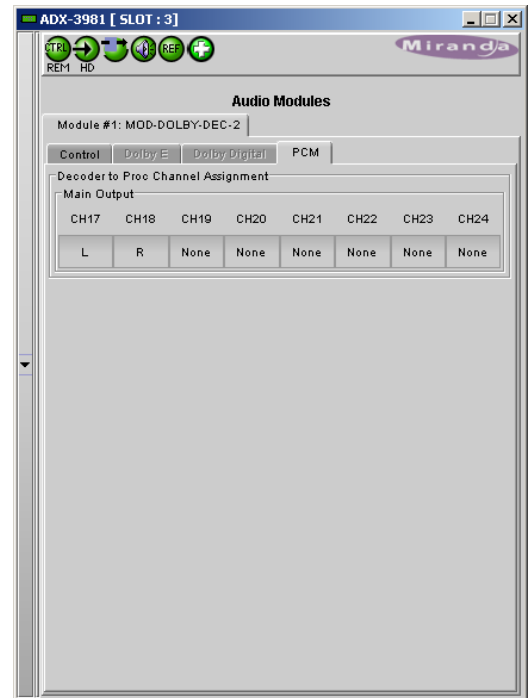 ADX-3981 [ SLOT : 3]
CTRL REF
REM HD
Miranda
Audio Modules
Module #1: MOD-DOLBY-DEC-2
Control Dolby E Dolby Digital PCM
Decoder to Proc Channel Assignment
Main Output
CH17 CH18 CH19 CH20 CH21 CH22 CH23 CH24
L R None None None None None None